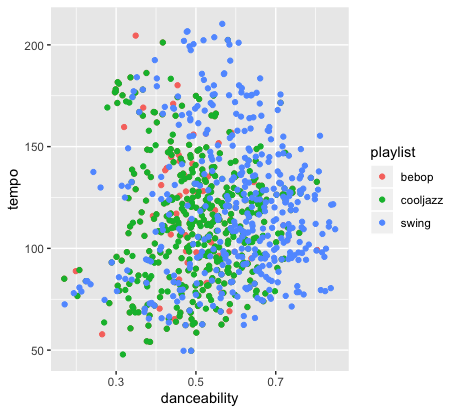 200
150
100
50
tempo
0.3 0.5 0.7
danceability
playlist
bebop
cooljazz
swing